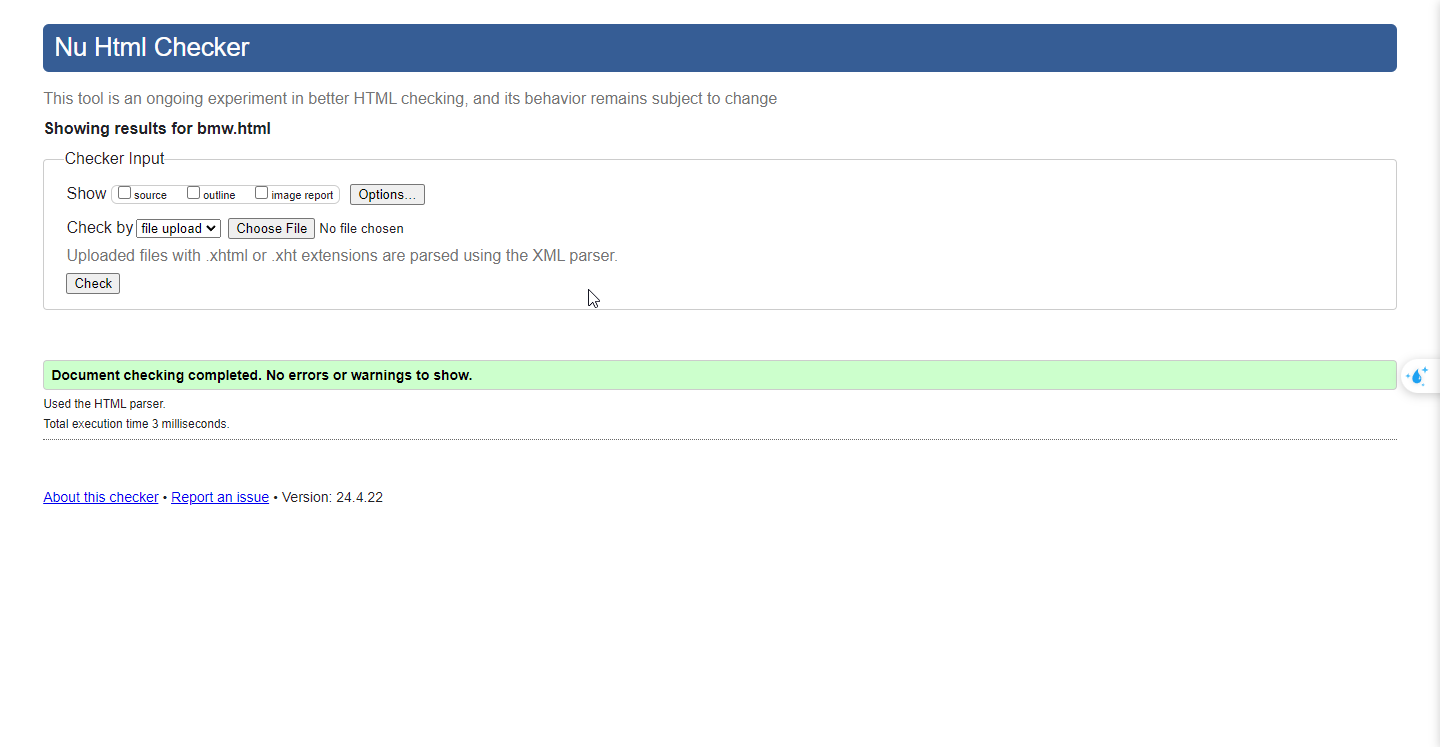 Nu Html Checker
This tool is an ongoing experiment in better HTML checking, and its behavior remains subject to change
Showing results for bmw.html
Checker Input
Show source outline image report Options...
Check by file upload Choose File No file chosen
Uploaded files with .xhtml or .xht extensions are parsed using the XML parser.
Check
Document checking completed. No errors or warnings to show.
Used the HTML parser.
Total execution time 3 milliseconds.
About this checker • Report an issue • Version: 24.4.22